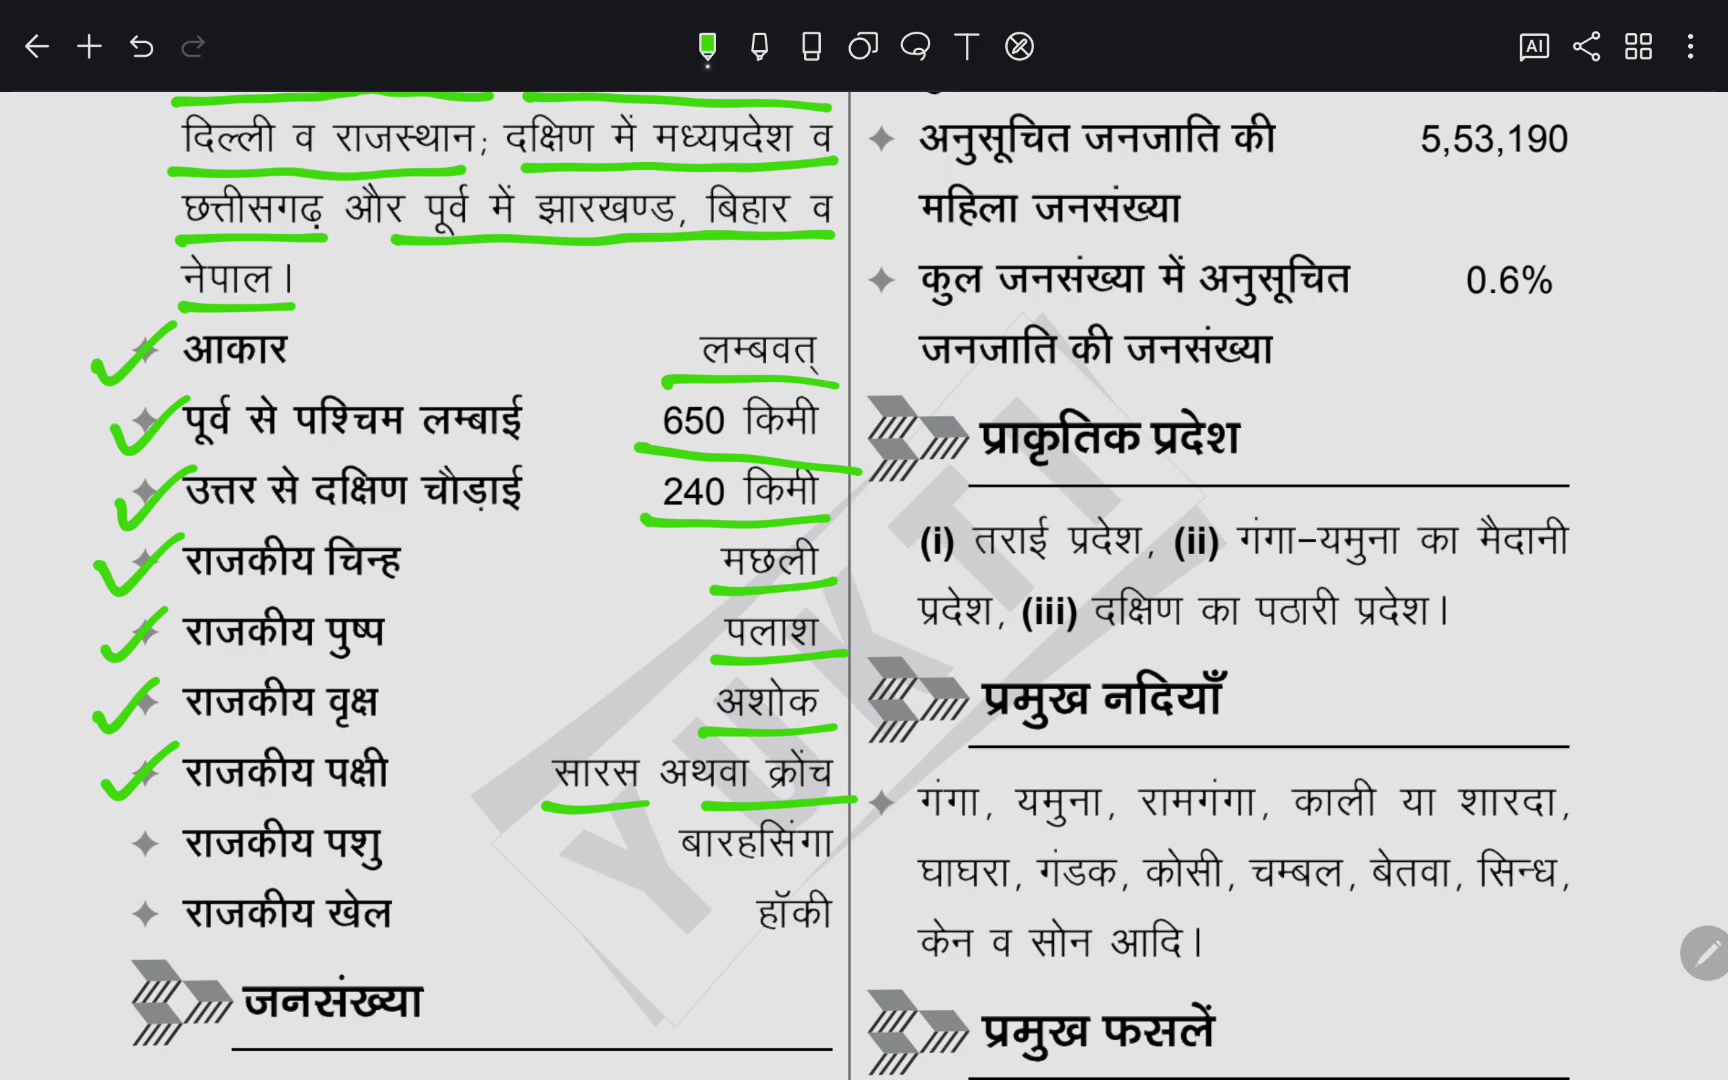 AI
दिल्ली व राजस्थान; दक्षिण में मध्यप्रदेश व
छत्तीसगढ़ और पूर्व में झारखण्ड, बिहार व
नेपाल।
आकार लम्बवत्
पूर्व से पश्चिम लम्बाई 650 किमी
उत्तर से दक्षिण चौड़ाई 240 किमी
राजकीय चिन्ह मछली
राजकीय पुष्प पलाश
राजकीय वृक्ष अशोक
राजकीय पक्षी सारस अथवा क्रोंच
राजकीय पशु बारहसिंगा
राजकीय खेल हॉकी
जनसंख्या
अनुसूचित जनजाति की 5,53,190
महिला जनसंख्या
कुल जनसंख्या में अनुसूचित 0.6%
जनजाति की जनसंख्या
प्राकृतिक प्रदेश
(i) तराई प्रदेश, (ii) गंगा-यमुना का मैदानी
प्रदेश, (iii) दक्षिण का पठारी प्रदेश।
प्रमुख नदियाँ
गंगा, यमुना, रामगंगा, काली या शारदा,
घाघरा, गंडक, कोसी, चम्बल, बेतवा, सिन्ध,
केन व सोन आदि।
प्रमुख फसलें
YUKTI